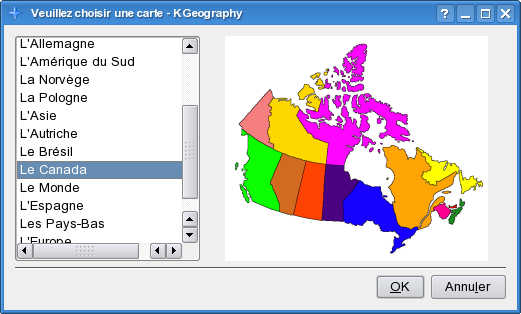 Veuillez choisir une carte - KGeography
L'Allemagne
L'Amérique du Sud
La Norvège
La Pologne
L'Asie
L'Autriche
Le Brésil
Le Canada
Le Monde
L'Espagne
Les Pays-Bas
L'Europe
OK
Annuler